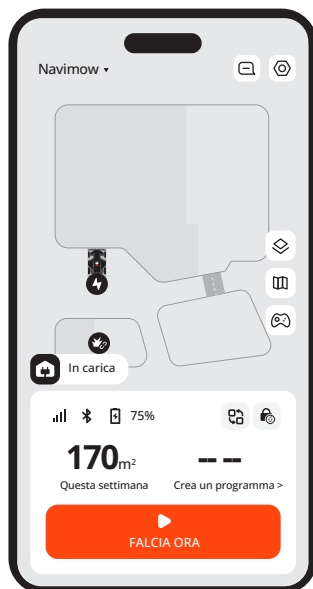 Navimow
In carica
75%
170m²
-- --
Questa settimana
Crea un programma >
FALCIA ORA